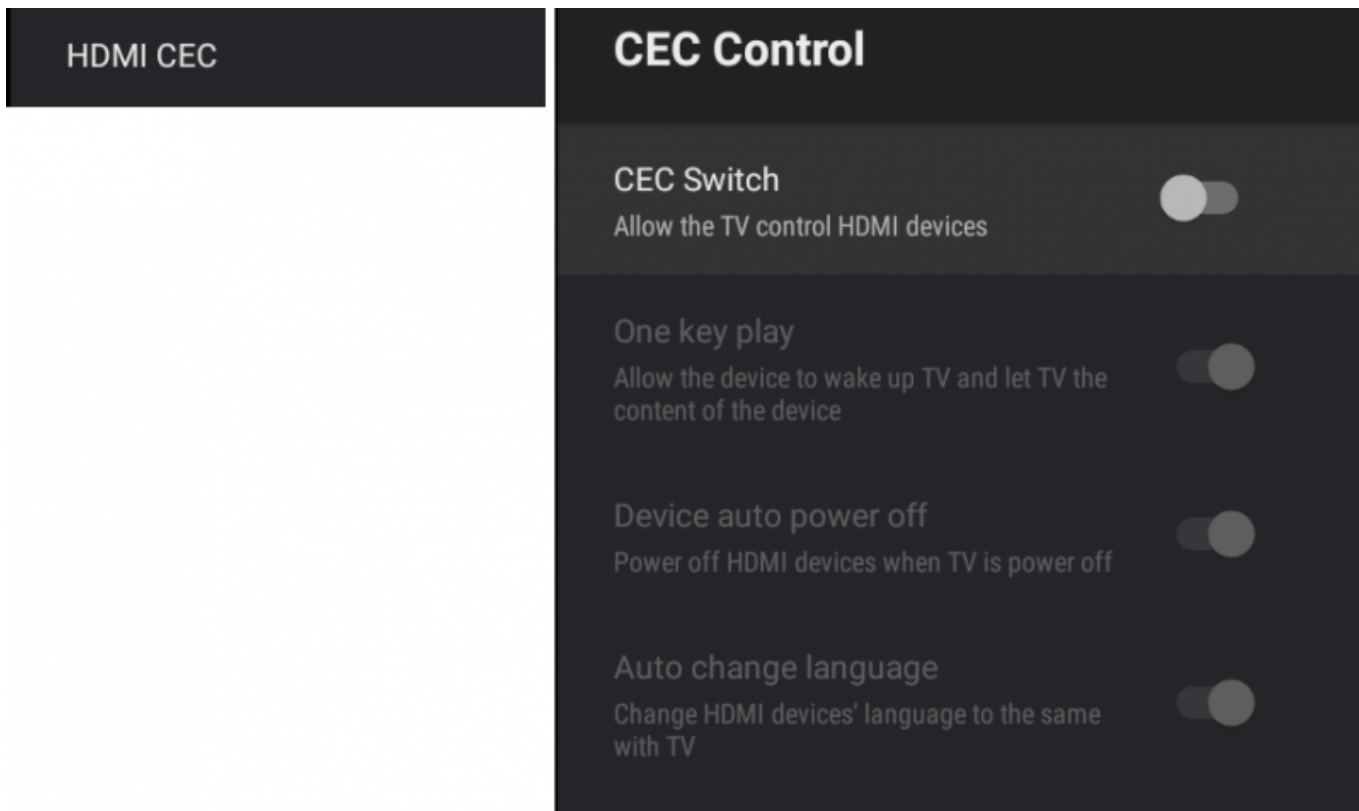 HDMI CEC
CEC Control
CEC Switch
Allow the TV control HDMI devices
One key play
Allow the device to wake up TV and let TV the
content of the device
Device auto power off
Power off HDMI devices when TV is power off
Auto change language
Change HDMI devices' language to the same
with TV